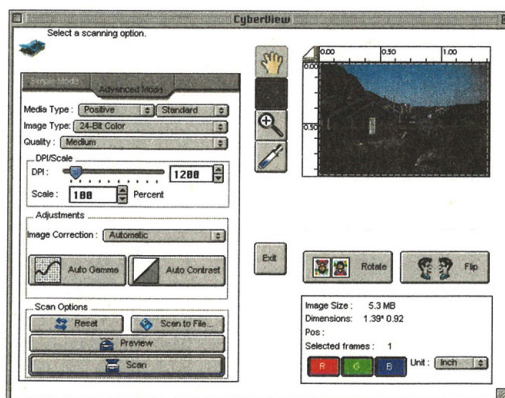 CyberView
Select a scanning option.
Simple Mode
Advanced Mode
Media Type : Positive Standard
Image Type: 24-Bit Color
Quality : Medium
DPI/Scale
DPI : 1200
Scale : 100 Percent
Adjustments
Image Correction : Automatic
Auto Gamma Auto Contrast
Scan Options
Reset Scan to File...
Preview
Scan
0.00 0.50 1.00
0.00
0.50
Exit
Rotate Flip
Image Size : 5.3 MB
Dimensions: 1.39* 0.92
Pos :
Selected frames : 1
R G B Unit : Inch